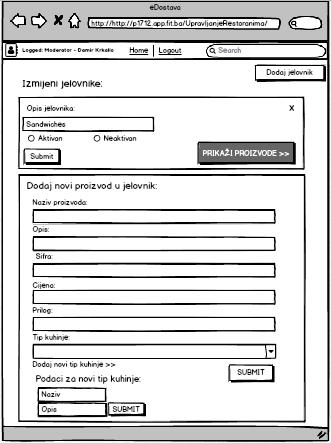 eDostava
http://http://p1712.app.fit.ba/UpravljanjeRestoranima/
Logged: Moderator - Damir Krkalic
Home
Logout
Search
Dodaj jelovnik
Izmijeni jelovnike:
Opis jelovnika:
X
Sandwiches
Aktivan
Neaktivan
Submit
PRIKAŽI PROIZVODE >>
Dodaj novi proizvod u jelovnik:
Naziv proizvoda:
Opis:
Sifra:
Cijena:
Prilog:
Tip kuhinje:
Dodaj novi tip kuhinje >>
SUBMIT
Podaci za novi tip kuhinje:
Naziv
Opis
SUBMIT